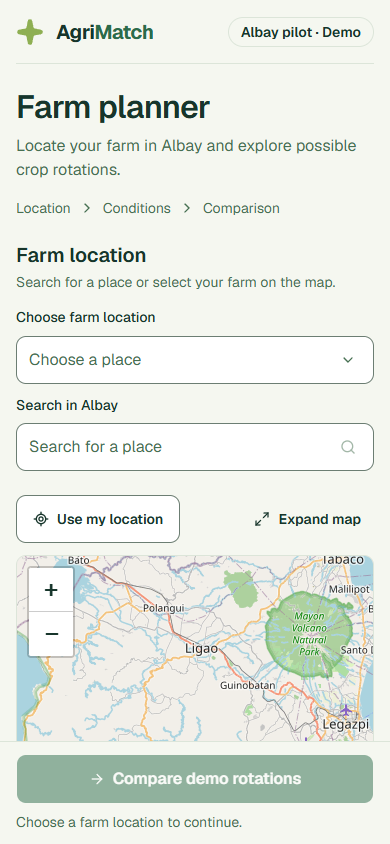 AgriMatch
Albay pilot · Demo
Farm planner
Locate your farm in Albay and explore possible
crop rotations.
Location > Conditions > Comparison
Farm location
Search for a place or select your farm on the map.
Choose farm location
Choose a place
Search in Albay
Search for a place
Use my location
Expand map
+
−
Bato
Tabaco
Malilipot
Polangui
Mayon
Volcano
Natural
Park
Ligao
Santo D
Guinobatan
Legazpi
Compare demo rotations
Choose a farm location to continue.